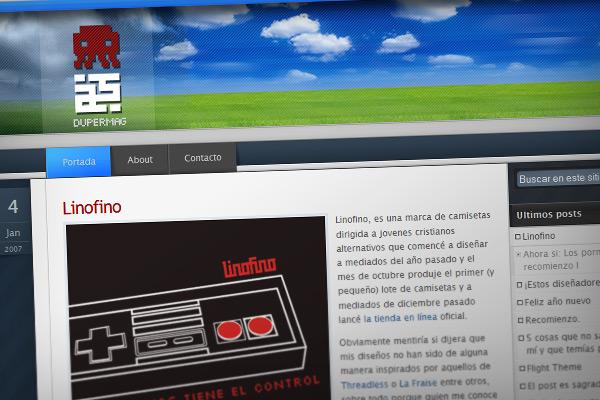 DUPERMAG
Portada
About
Contacto
4
Jan
2007
Linofino
linofino
TIENE EL CONTROL
Linofino, es una marca de camisetas
dirigida a jovenes cristianos
alternativos que comencé a diseñar
a mediados del año pasado y el
mes de octubre produje el primer (y
pequeño) lote de camisetas y a
mediados de diciembre pasado
lancé la tienda en línea oficial.
Obviamente mentiría si dijera que
mis diseños no han sido de alguna
manera inspirados por aquellos de
Threadless o La Fraise entre otros,
sobre todo porque quien me conoce
Buscar en este siti
Ultimos posts
Linofino
Ahora si: Los porn
recomienzo I
¡Estos diseñadore
Feliz año nuevo
Recomienzo.
5 cosas que no s
mí y que temías p
Flight Theme
El post es sagrad